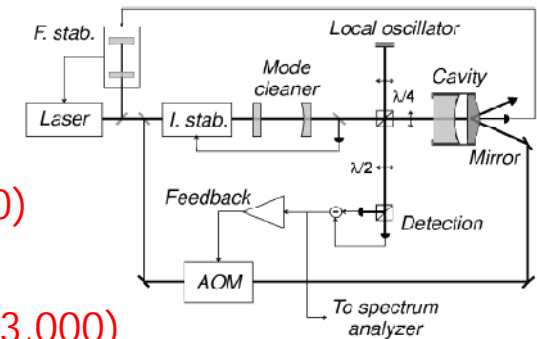 F. stab.
Local oscillator
Mode
cleaner
Cavity
λ/4
Laser
I. stab.
Mirror
λ/2
0)
Feedback
Detection
−
AOM
3,000)
To spectrum
analyzer